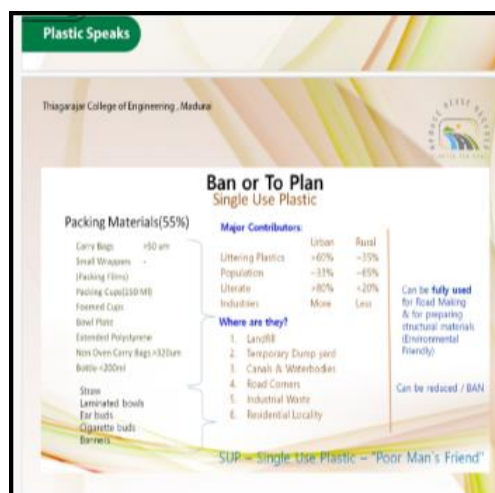 Plastic Speaks
Thiagarajar College of Engineering, Madurai
REDUCE REUSE RECYCLE
Ban or To Plan
Single Use Plastic
Packing Materials(55%)
Carry Bags >50 um
Small Wrappers -
(Packing Films)
Packing Cups(250 Ml)
Foamed Cups
Bowl Plate
Extended Polystyrene
Non Oven Carry Bags >320um
Bottle <200ml
Straw
Laminated bowls
Ear buds
Cigarette buds
Banners
Major Contributors:
Urban Rural
Littering Plastics >60% ~35%
Population ~33% ~65%
Literate >80% <20%
Industries More Less
Where are they?
1. Landfill
2. Temporary Dump yard
3. Canals & Waterbodies
4. Road Corners
5. Industrial Waste
6. Residential Locality
Can be fully used
for Road Making
& for preparing
structural materials
(Environmental
Friendly)
Can be reduced / BAN
SUP – Single Use Plastic – "Poor Man's Friend"